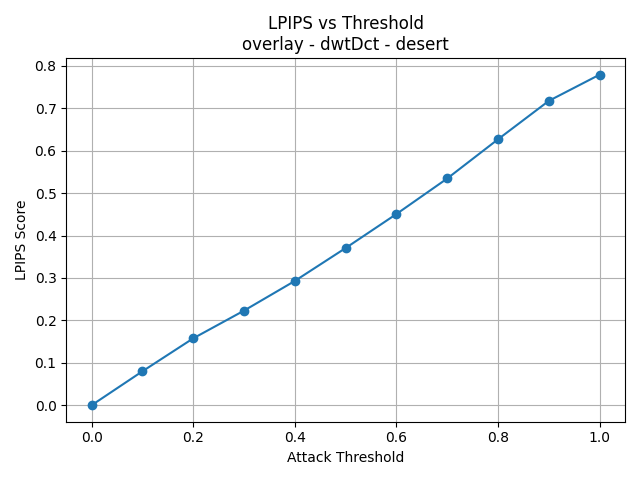 LPIPS vs Threshold
overlay - dwtDct - desert
LPIPS Score
0.8
0.7
0.6
0.5
0.4
0.3
0.2
0.1
0.0
0.0 0.2 0.4 0.6 0.8 1.0
Attack Threshold